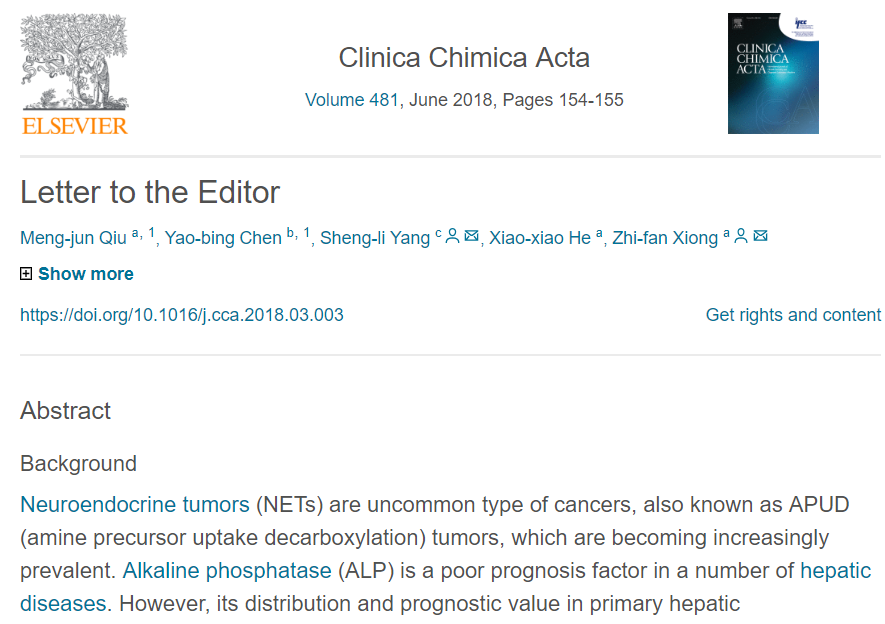 Clinica Chimica Acta
Volume 481, June 2018, Pages 154-155
ELSEVIER
CLINICA
CHIMICA
ACTA
Letter to the Editor
Meng-jun Qiu a, 1, Yao-bing Chen b, 1, Sheng-li Yang c, Xiao-xiao He a, Zhi-fan Xiong a
Show more
https://doi.org/10.1016/j.cca.2018.03.003
Get rights and content
Abstract
Background
Neuroendocrine tumors (NETs) are uncommon type of cancers, also known as APUD
(amine precursor uptake decarboxylation) tumors, which are becoming increasingly
prevalent. Alkaline phosphatase (ALP) is a poor prognosis factor in a number of hepatic
diseases. However, its distribution and prognostic value in primary hepatic